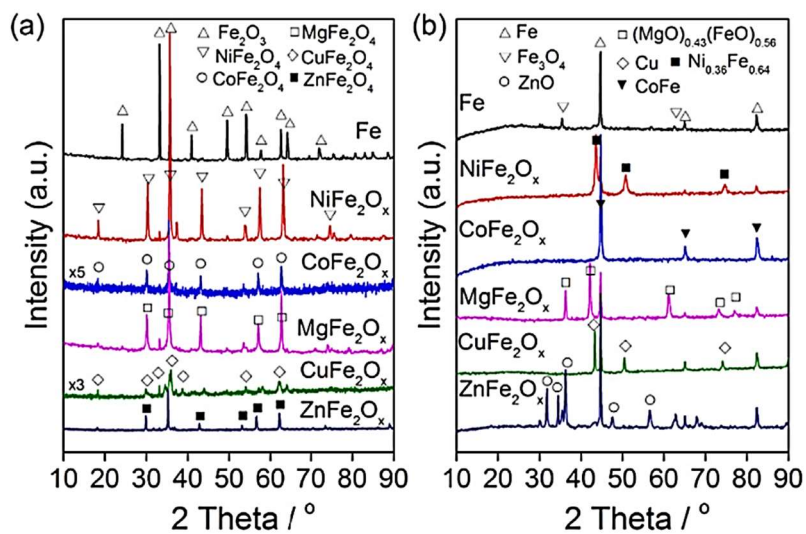 (a)
△ Fe₂O₃ □ MgFe₂O₄
▽ NiFe₂O₄ ◇ CuFe₂O₄
○ CoFe₂O₄ ■ ZnFe₂O₄
Fe
NiFe₂Oₓ
x5 CoFe₂Oₓ
MgFe₂Oₓ
CuFe₂Oₓ
x3
ZnFe₂Oₓ
Intensity (a.u.)
10 20 30 40 50 60 70 80 90
2 Theta / °
(b)
△ Fe □ (MgO)₀.₄₃(FeO)₀.₅₆
▽ Fe₃O₄ ◇ Cu ■ Ni₀.₃₆Fe₀.₆₄
○ ZnO ▼ CoFe
Fe
NiFe₂Oₓ
CoFe₂Oₓ
MgFe₂Oₓ
CuFe₂Oₓ
ZnFe₂Oₓ
Intensity (a.u.)
10 20 30 40 50 60 70 80 90
2 Theta / °